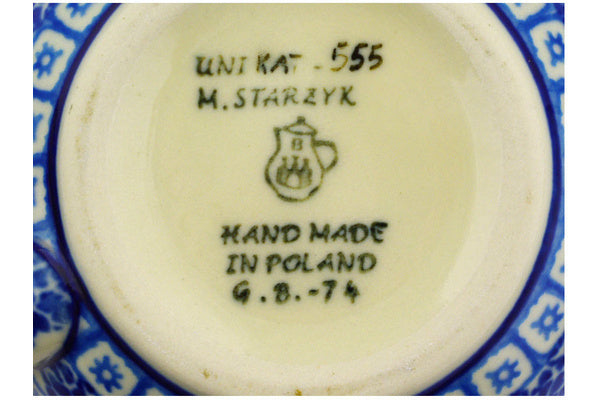 UNIKAT - 555
M. STARZYK
B
HAND MADE
IN POLAND
G. B. - 74